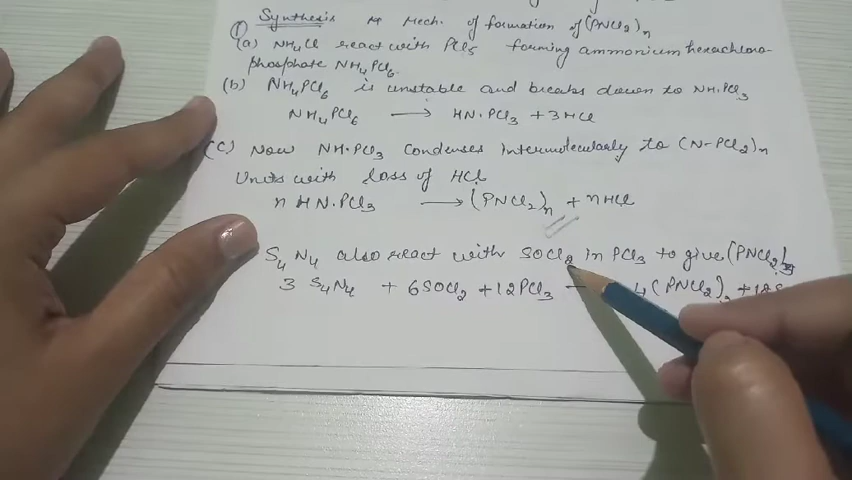 ① Synthesis & Mech. of formation of (PNCl₂)n
(a) NH₄Cl react with PCl₅ forming ammonium hexachloro-
phosphate NH₄PCl₆.
(b) NH₄PCl₆ is unstable and breaks down to NH·PCl₃
NH₄PCl₆ → HN·PCl₃ + 3HCl
(C) Now NH·PCl₃ Condenses intermolecularly to (N-PCl₂)n
Units with loss of HCl
n HN·PCl₃ → (PNCl₂)n + nHCl
S₄N₄ also react with SOCl₂ in PCl₃ to give (PNCl₂)₃
3 S₄N₄ + 6SOCl₂ + 12PCl₃ 4(PNCl₂)